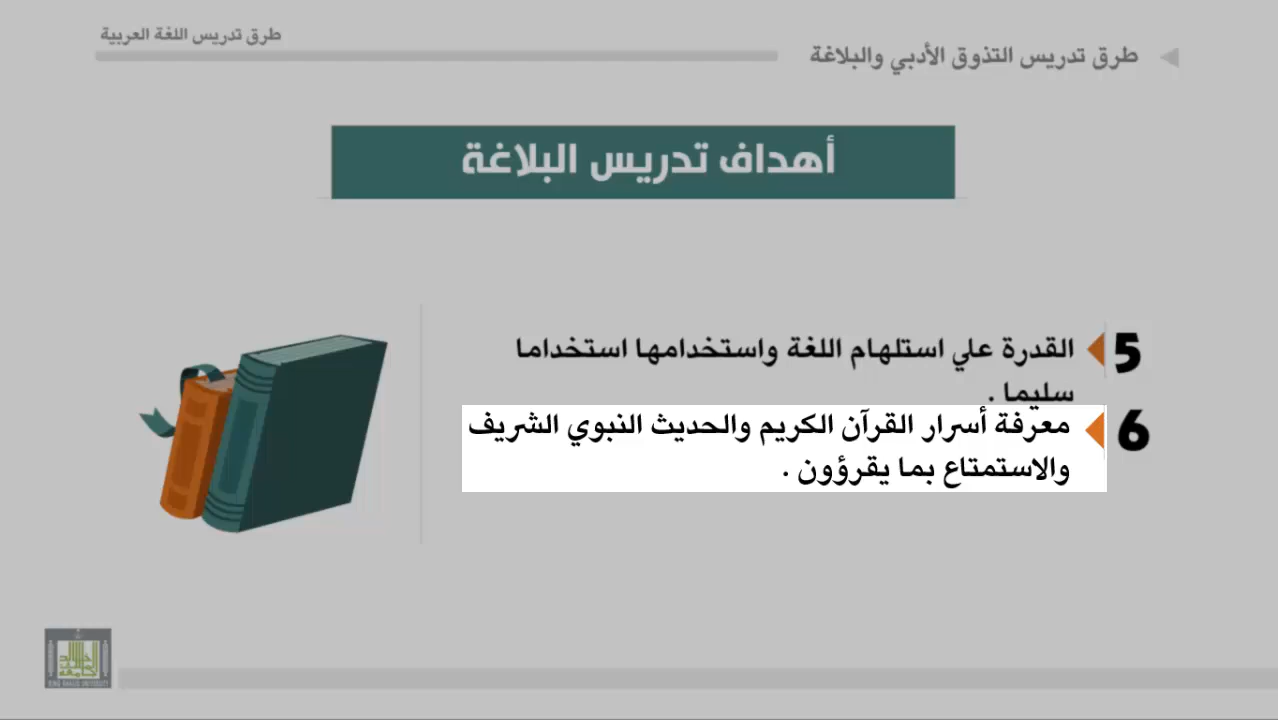 طرق تدريس اللغة العربية
طرق تدريس التذوق الأدبي والبلاغة
أهداف تدريس البلاغة
5 القدرة علي استلهام اللغة واستخدامها استخداما
سليما .
6 معرفة أسرار القرآن الكريم والحديث النبوي الشريف
والاستمتاع بما يقرؤون .